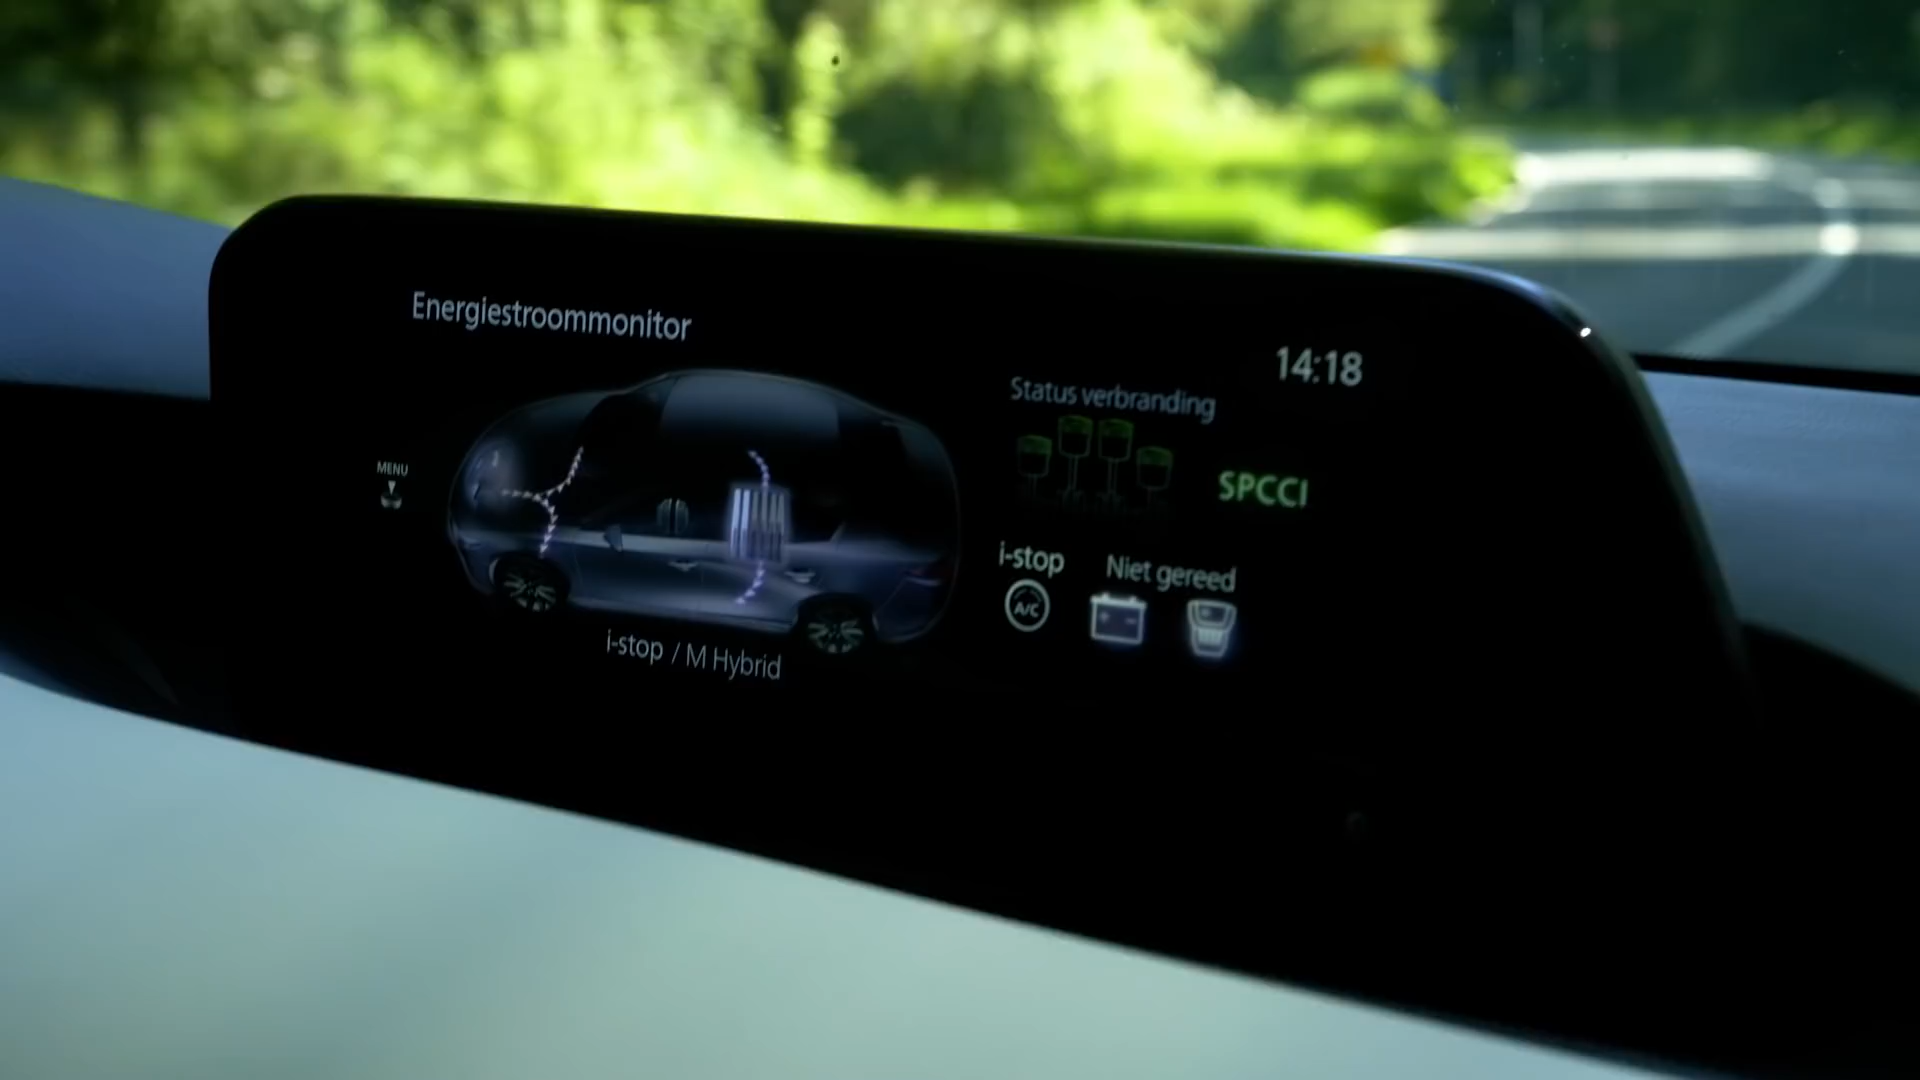 Energiestroommonitor
14:18
Status verbranding
MENU
SPCCI
i-stop
Niet gereed
A/C
i-stop / M Hybrid